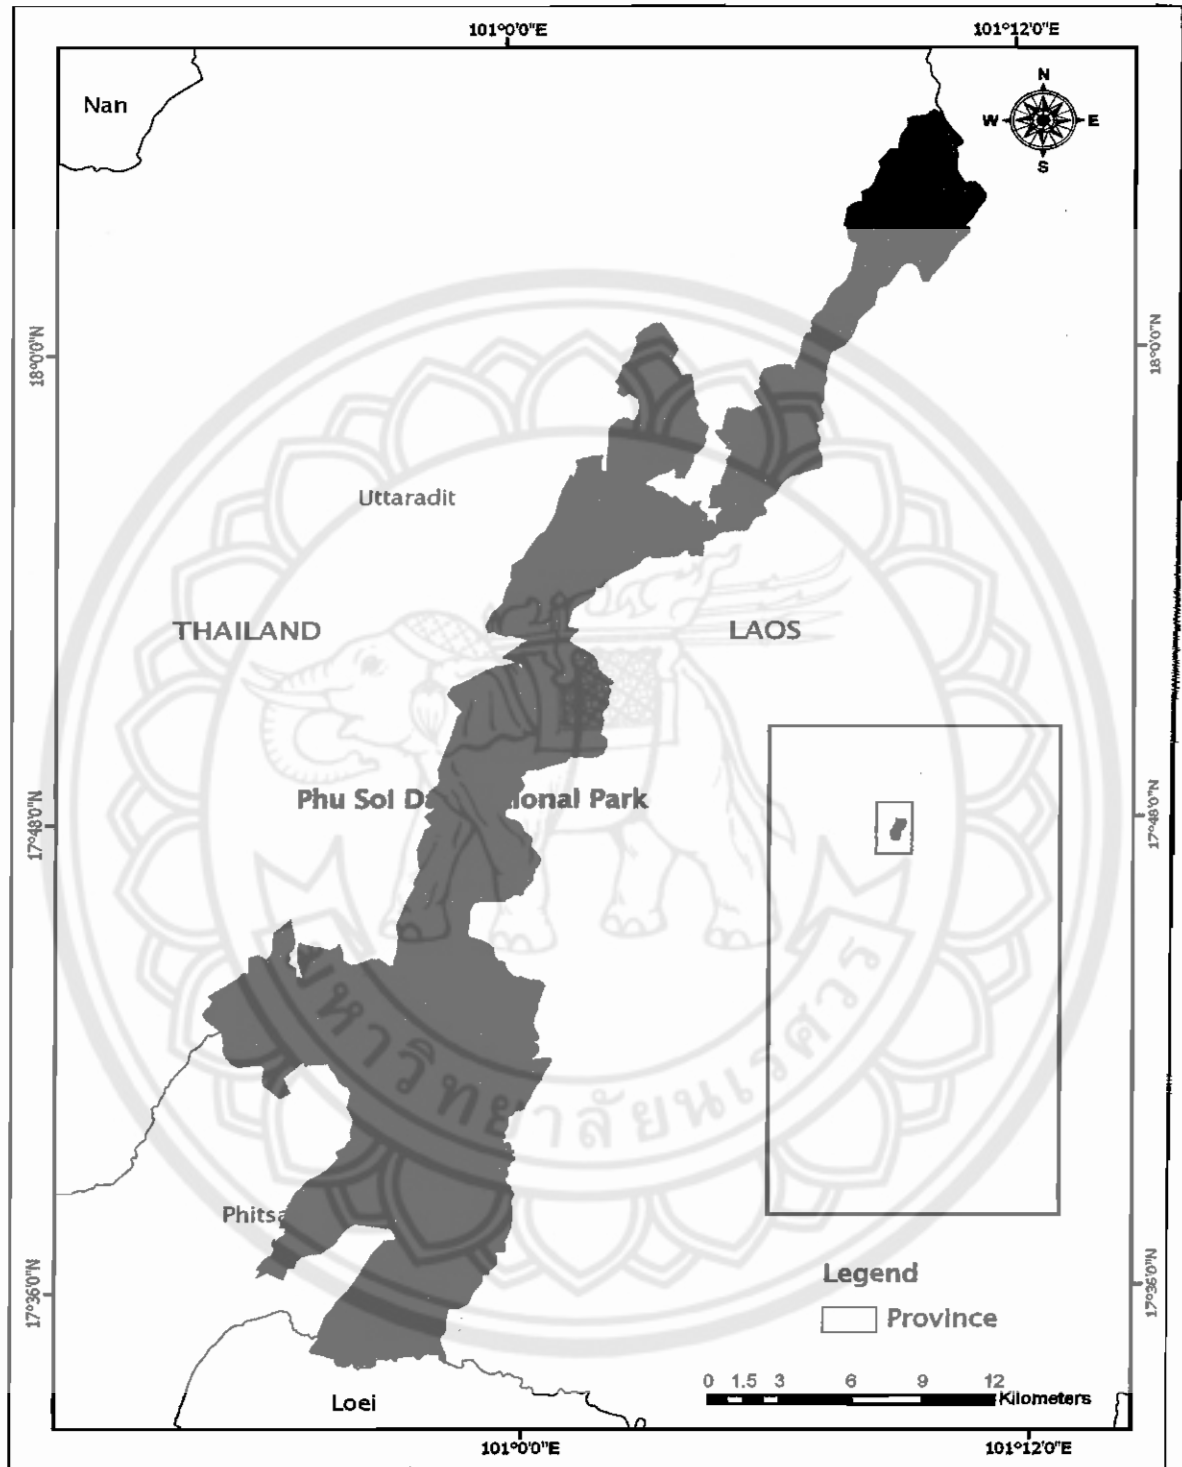 101°0'0"E
101°12'0"E
Nan
N
W
E
S
18°0'0"N
18°0'0"N
Uttaradit
THAILAND
LAOS
Phu Soi Da
ional Park
17°48'0"N
17°48'0"N
มหาวิทยาลัยนเรศวร
Phitsa
Legend
Province
17°36'0"N
17°36'0"N
0 1.5 3 6 9 12
Kilometers
Loei
101°0'0"E
101°12'0"E